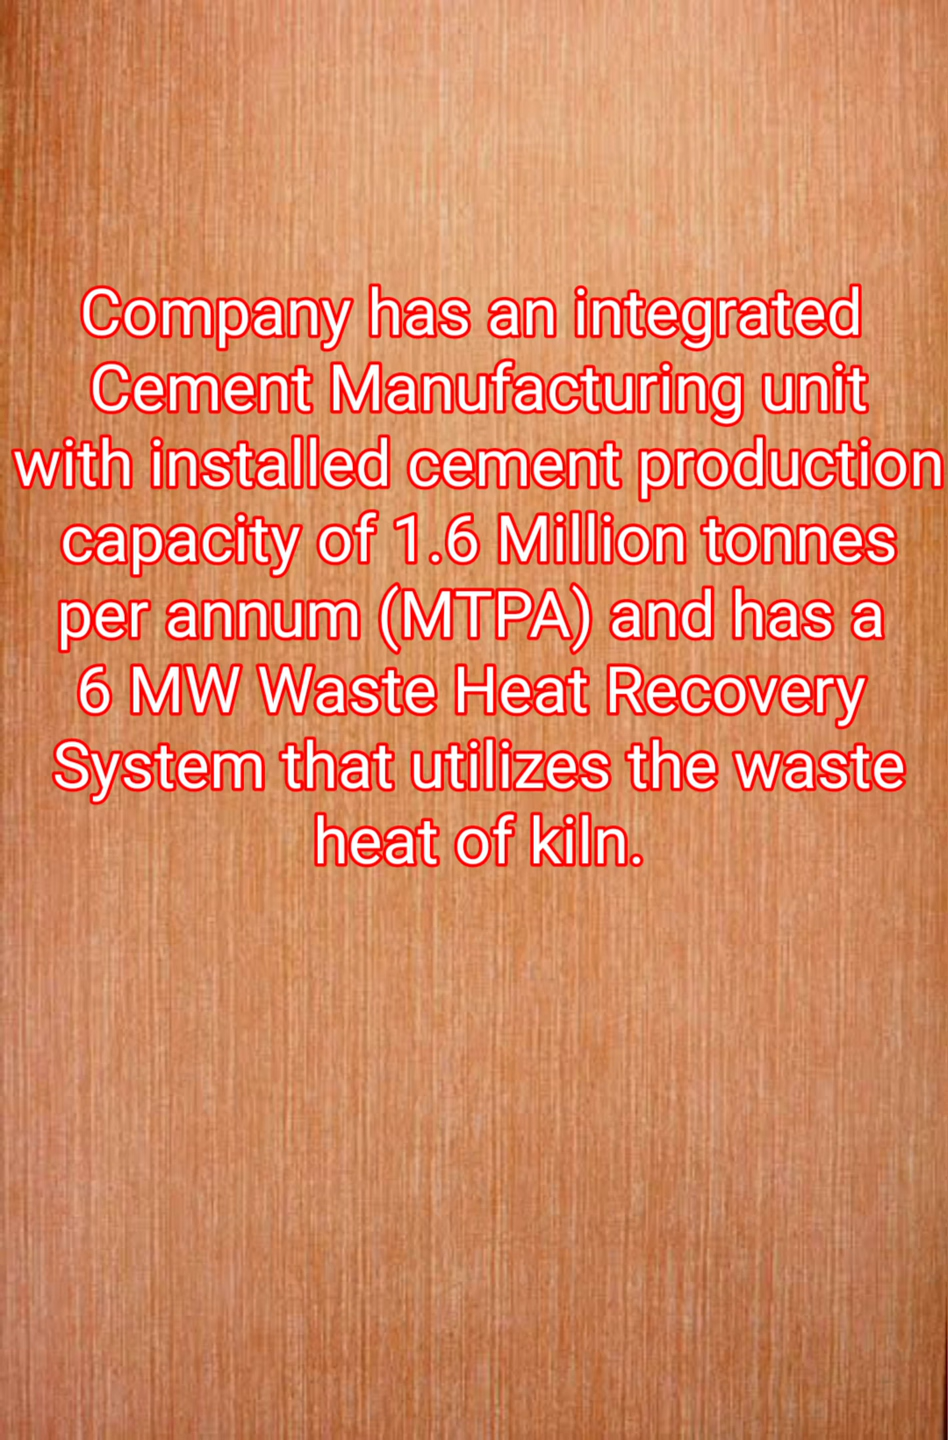 Company has an integrated
Cement Manufacturing unit
with installed cement production
capacity of 1.6 Million tonnes
per annum (MTPA) and has a
6 MW Waste Heat Recovery
System that utilizes the waste
heat of kiln.